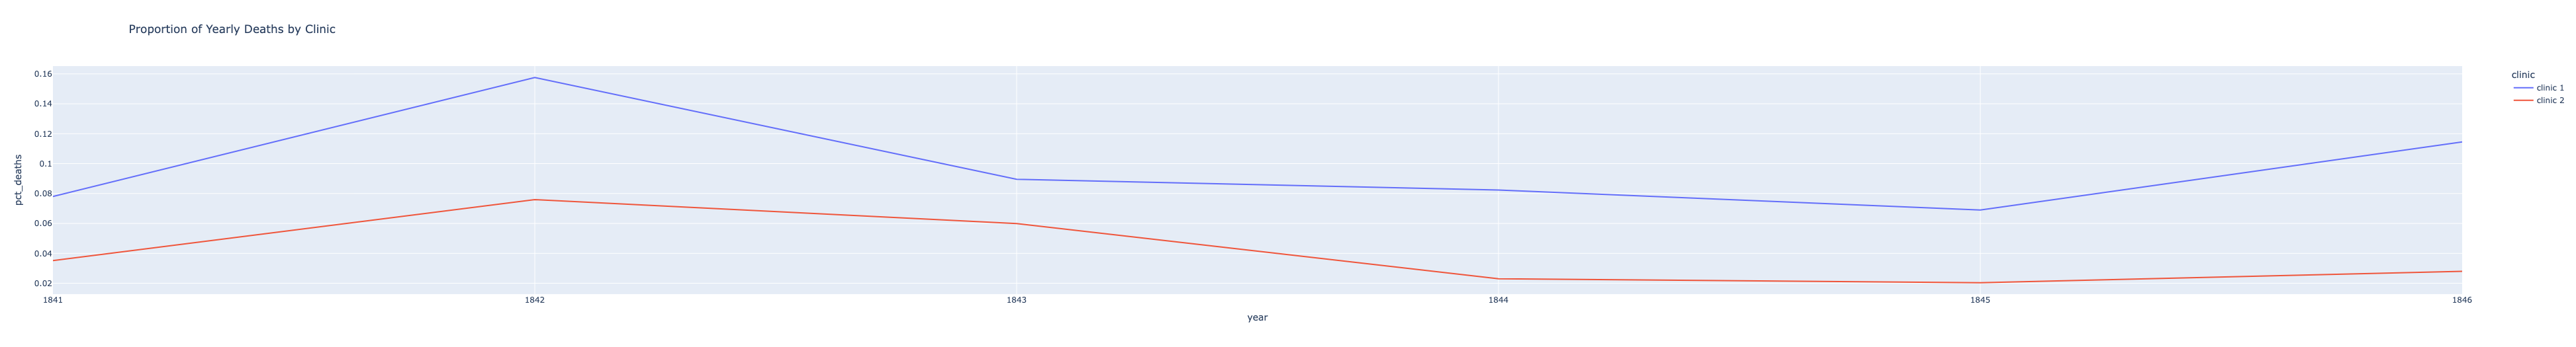 Proportion of Yearly Deaths by Clinic
0.16
0.14
0.12
0.1
0.08
0.06
0.04
0.02
pct_deaths
1841 1842 1843 1844 1845 1846
year
clinic
clinic 1
clinic 2